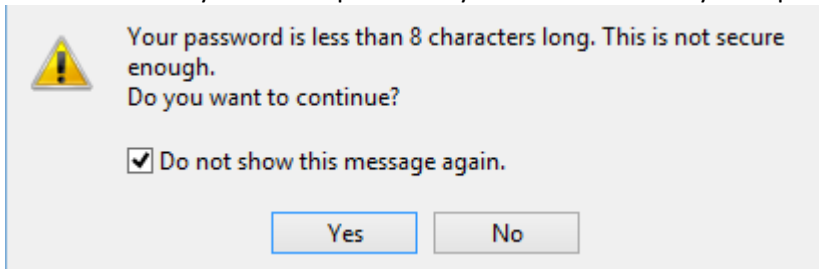 Your password is less than 8 characters long. This is not secure
enough.
Do you want to continue?
Do not show this message again.
Yes No